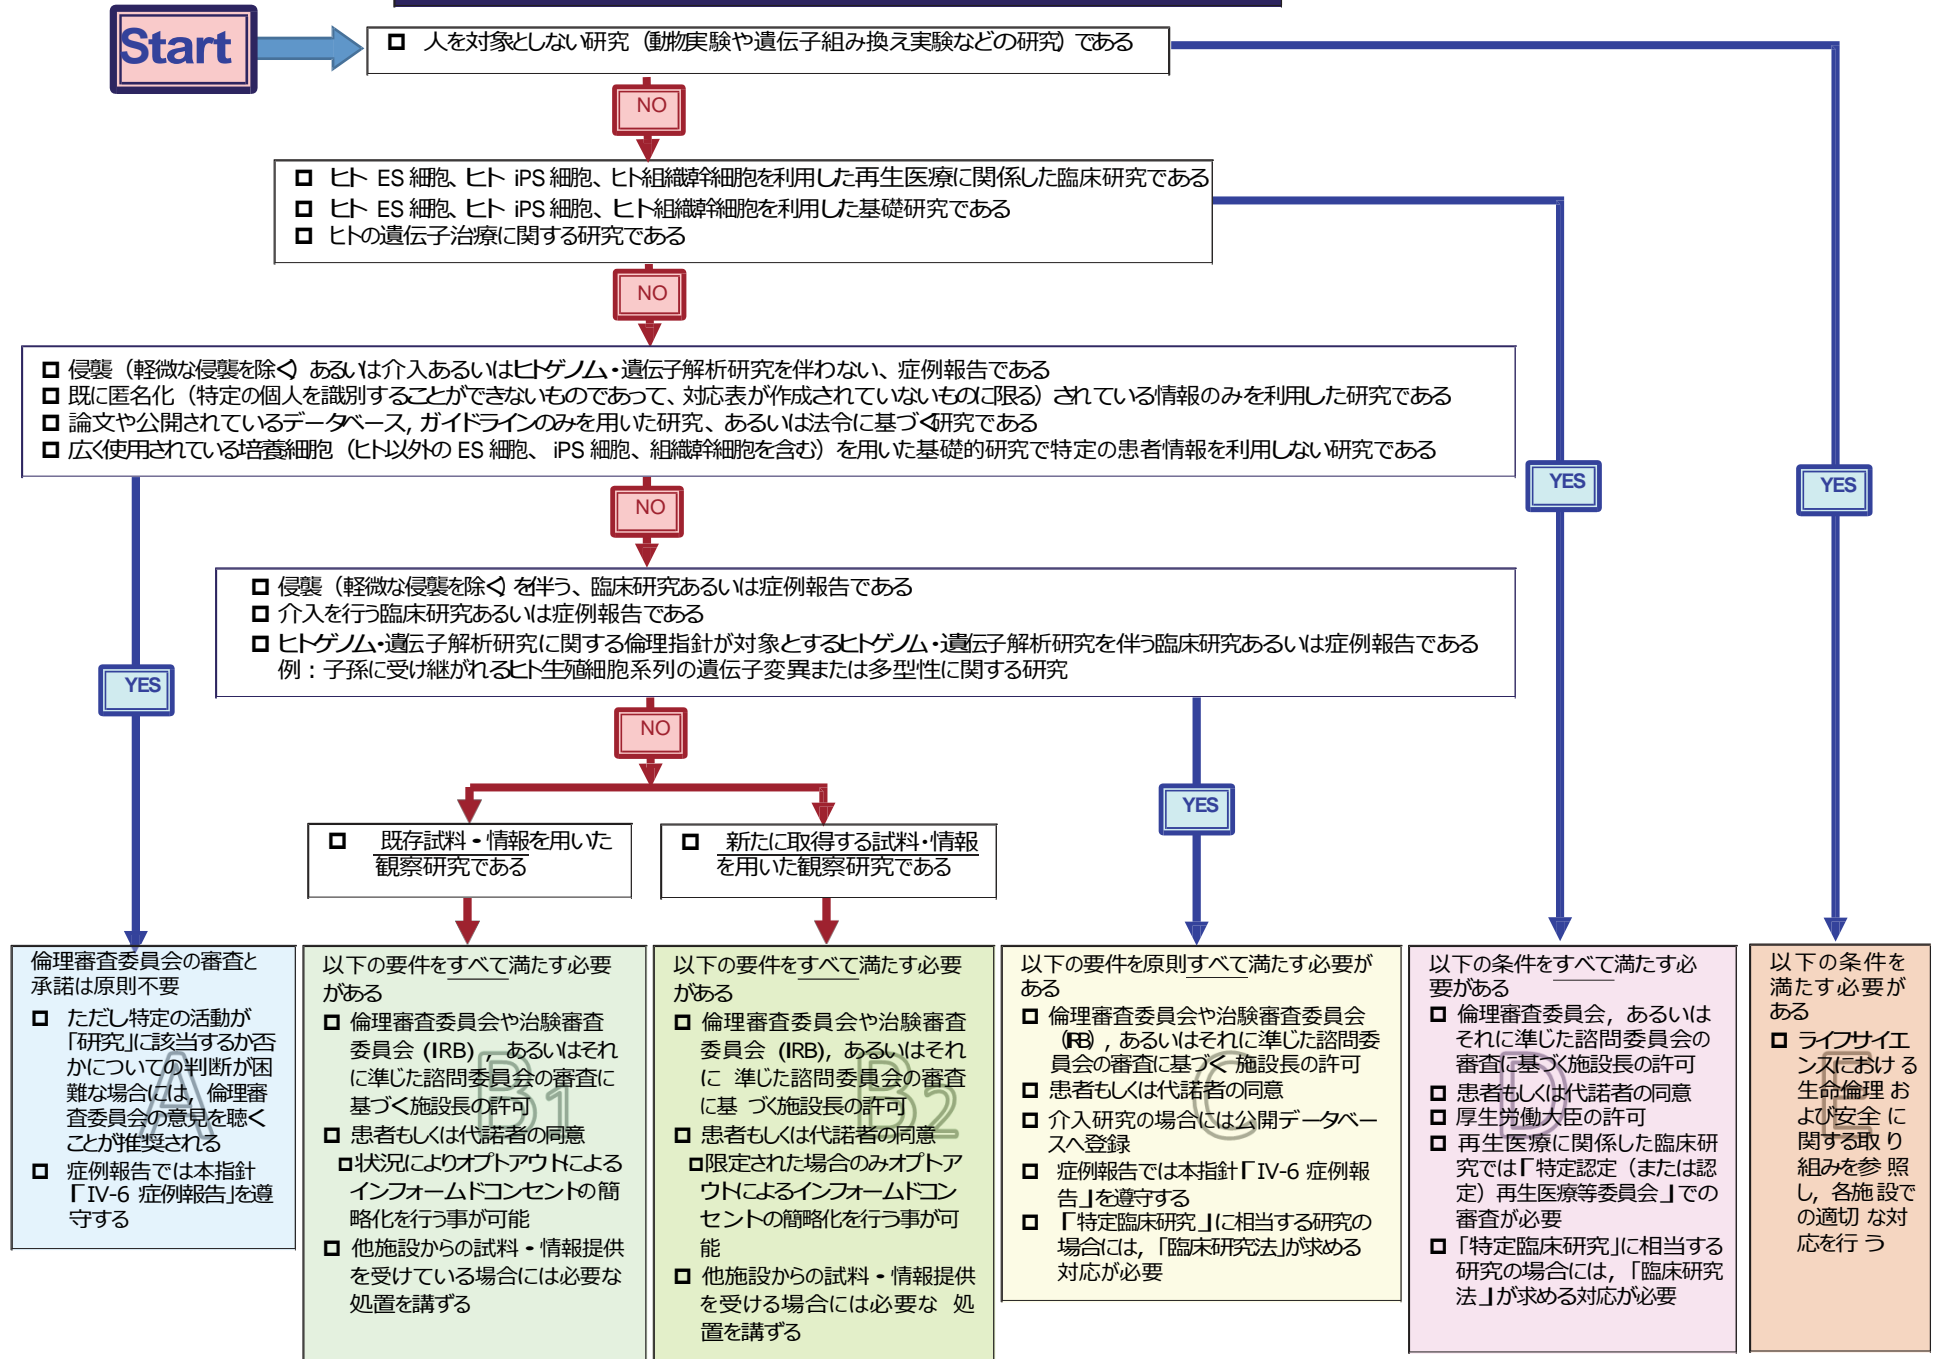 Start
□ 人を対象としない研究（動物実験や遺伝子組み換え実験などの研究）である
NO
□ ヒト ES 細胞、ヒト iPS 細胞、ヒト組織幹細胞を利用した再生医療に関係した臨床研究である
□ ヒト ES 細胞、ヒト iPS 細胞、ヒト組織幹細胞を利用した基礎研究である
□ ヒトの遺伝子治療に関する研究である
NO
□ 侵襲（軽微な侵襲を除く）あるいは介入あるいはヒトゲノム・遺伝子解析研究を伴わない、症例報告である
□ 既に匿名化（特定の個人を識別することができないものであって、対応表が作成されていないものに限る）されている情報のみを利用した研究である
□ 論文や公開されているデータベース, ガイドラインのみを用いた研究、あるいは法令に基づく研究である
□ 広く使用されている培養細胞（ヒト以外の ES 細胞、 iPS 細胞、組織幹細胞を含む）を用いた基礎的研究で特定の患者情報を利用しない研究である
YES
YES
NO
□ 侵襲（軽微な侵襲を除く）を伴う、臨床研究あるいは症例報告である
□ 介入を行う臨床研究あるいは症例報告である
□ ヒトゲノム・遺伝子解析研究に関する倫理指針が対象とするヒトゲノム・遺伝子解析研究を伴う臨床研究あるいは症例報告である
例：子孫に受け継がれるヒト生殖細胞系列の遺伝子変異または多型性に関する研究
YES
NO
YES
□ 既存試料・情報を用いた
観察研究である
□ 新たに取得する試料・情報
を用いた観察研究である
倫理審査委員会の審査と
承諾は原則不要
□ ただし特定の活動が
「研究」に該当するか否
かについての判断が困
難な場合には, 倫理審
査委員会の意見を聴く
ことが推奨される
□ 症例報告では本指針
「IV-6 症例報告」を遵
守する
A
以下の要件をすべて満たす必要
がある
□ 倫理審査委員会や治験審査
委員会 (IRB) , あるいはそれ
に準じた諮問委員会の審査に
基づく施設長の許可
□ 患者もしくは代諾者の同意
□状況によりオプトアウトによる
インフォームドコンセントの簡
略化を行う事が可能
□ 他施設からの試料・情報提供
を受けている場合には必要な
処置を講ずる
B1
以下の要件をすべて満たす必要
がある
□ 倫理審査委員会や治験審査
委員会 (IRB), あるいはそれ
に 準じた諮問委員会の審査
に基 づく施設長の許可
□ 患者もしくは代諾者の同意
□限定された場合のみオプトア
ウトによるインフォームドコン
セントの簡略化を行う事が可
能
□ 他施設からの試料・情報提供
を受ける場合には必要な 処
置を講ずる
B2
以下の要件を原則すべて満たす必要が
ある
□ 倫理審査委員会や治験審査委員会
（IRB）, あるいはそれに準じた諮問委
員会の審査に基づく 施設長の許可
□ 患者もしくは代諾者の同意
□ 介入研究の場合には公開データベー
スへ登録
□ 症例報告では本指針「IV-6 症例報
告」を遵守する
□ 「特定臨床研究」に相当する研究の
場合には, 「臨床研究法」が求める
対応が必要
C
以下の条件をすべて満たす必
要がある
□ 倫理審査委員会, あるいは
それに準じた諮問委員会の
審査に基づく施設長の許可
□ 患者もしくは代諾者の同意
□ 厚生労働大臣の許可
□ 再生医療に関係した臨床研
究では「特定認定（または認
定）再生医療等委員会」での
審査が必要
□ 「特定臨床研究」に相当する
研究の場合には, 「臨床研究
法」が求める対応が必要
D
以下の条件を
満たす必要が
ある
□ ライフサイエ
ンスにおけ る
生命倫理 お
よび安全 に
関する取 り
組みを参 照
し, 各施 設で
の適切 な対
応を行 う
E